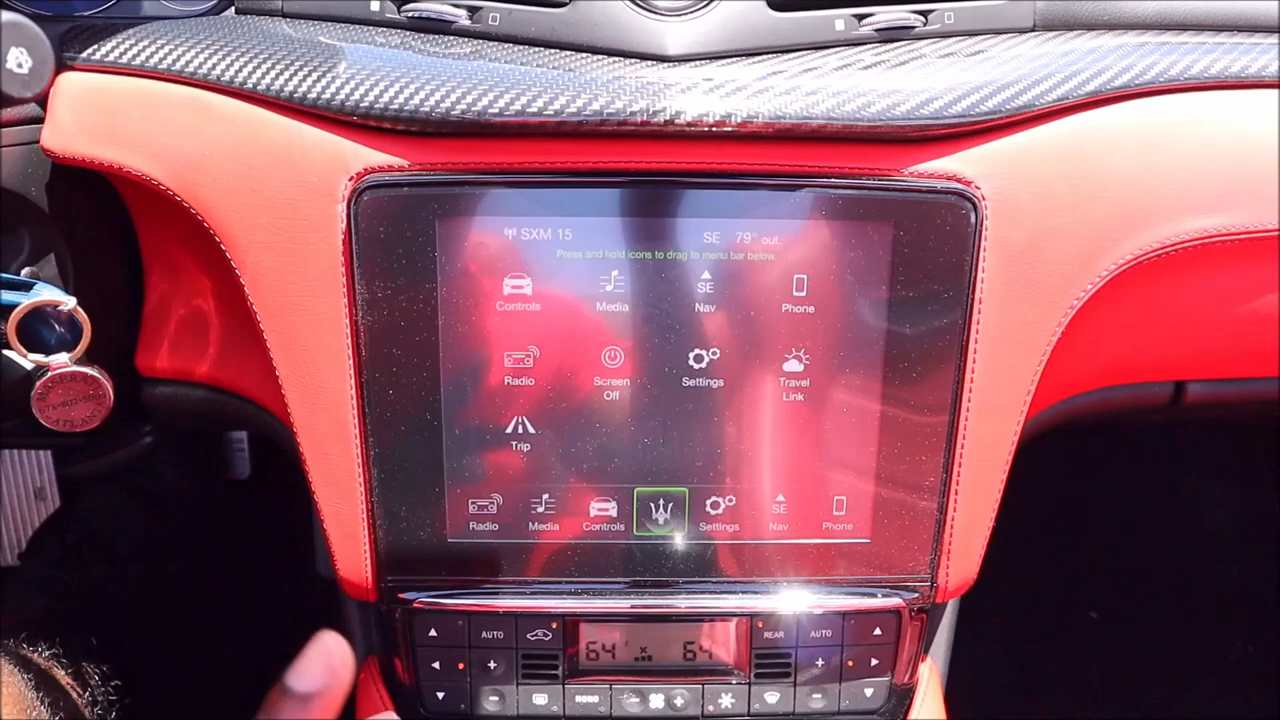 SXM 15
SE 79° out.
Press and hold icons to drag to menu bar below.
Controls
Media
SE
Nav
Phone
Radio
Screen
Off
Settings
Travel
Link
Trip
Radio
Media
Controls
Settings
SE
Nav
Phone
AUTO
REAR
AUTO
64
64
MONO